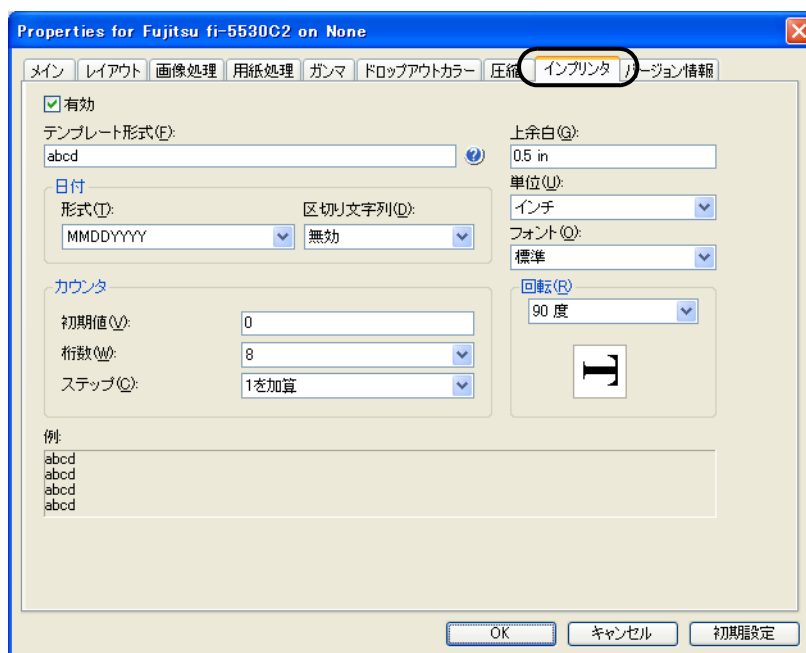 Properties for Fujitsu fi-5530C2 on None
メイン レイアウト 画像処理 用紙処理 ガンマ ドロップアウトカラー 圧縮 インプリンタ バージョン情報
有効
テンプレート形式(F):
abcd
上余白(G):
0.5 in
日付
形式(T):
MMDDYYYY
区切り文字列(D):
無効
単位(U):
インチ
フォント(O):
標準
カウンタ
初期値(V):
0
桁数(W):
8
ステップ(C):
1を加算
回転(R)
90 度
T
例:
abcd
abcd
abcd
abcd
OK キャンセル 初期設定